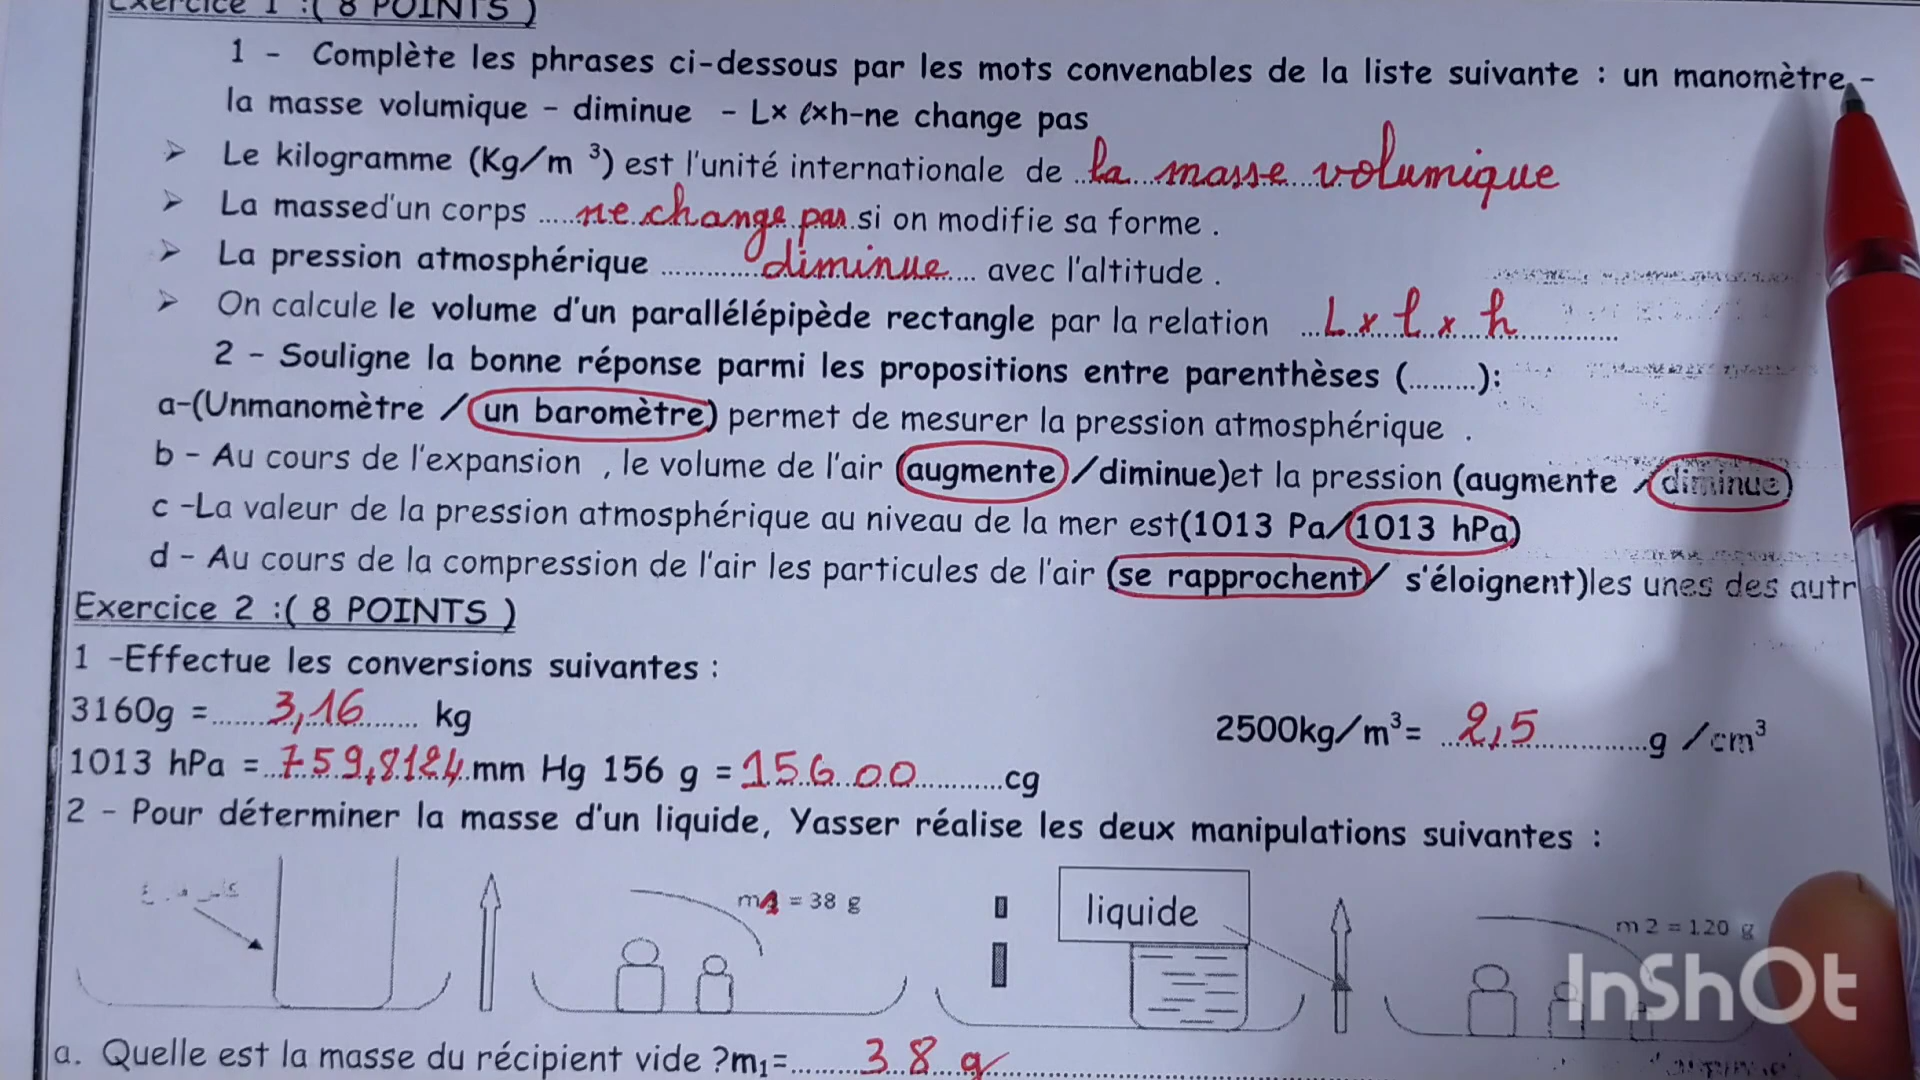 Exercice 1 :( 8 POINTS )
1 - Complète les phrases ci-dessous par les mots convenables de la liste suivante : un manomètre -
la masse volumique - diminue - L× ℓ×h-ne change pas
➢ Le kilogramme (Kg/m ³) est l'unité internationale de ..la...masse...volumique
➢ La massed'un corps .....ne change pas..si on modifie sa forme .
➢ La pression atmosphérique ............diminue.... avec l'altitude .
➢ On calcule le volume d'un parallélépipède rectangle par la relation ...L x l x h..............
2 - Souligne la bonne réponse parmi les propositions entre parenthèses (.........):
a-(Unmanomètre / un baromètre) permet de mesurer la pression atmosphérique .
b - Au cours de l'expansion , le volume de l'air (augmente /diminue)et la pression (augmente /diminue)
c -La valeur de la pression atmosphérique au niveau de la mer est(1013 Pa/1013 hPa)
d - Au cours de la compression de l'air les particules de l'air (se rapprochent/ s'éloignent)les unes des autr
Exercice 2 :( 8 POINTS )
1 -Effectue les conversions suivantes :
3160g =.......3,16....... kg 2500kg/m³= ..2,5..............g /cm³
1013 hPa =..759,8124..mm Hg 156 g =15600............cg
2 - Pour déterminer la masse d'un liquide, Yasser réalise les deux manipulations suivantes :
m1 = 38 g
liquide
m 2 = 120 g
InShOt
a. Quelle est la masse du récipient vide ?m₁=........38 g